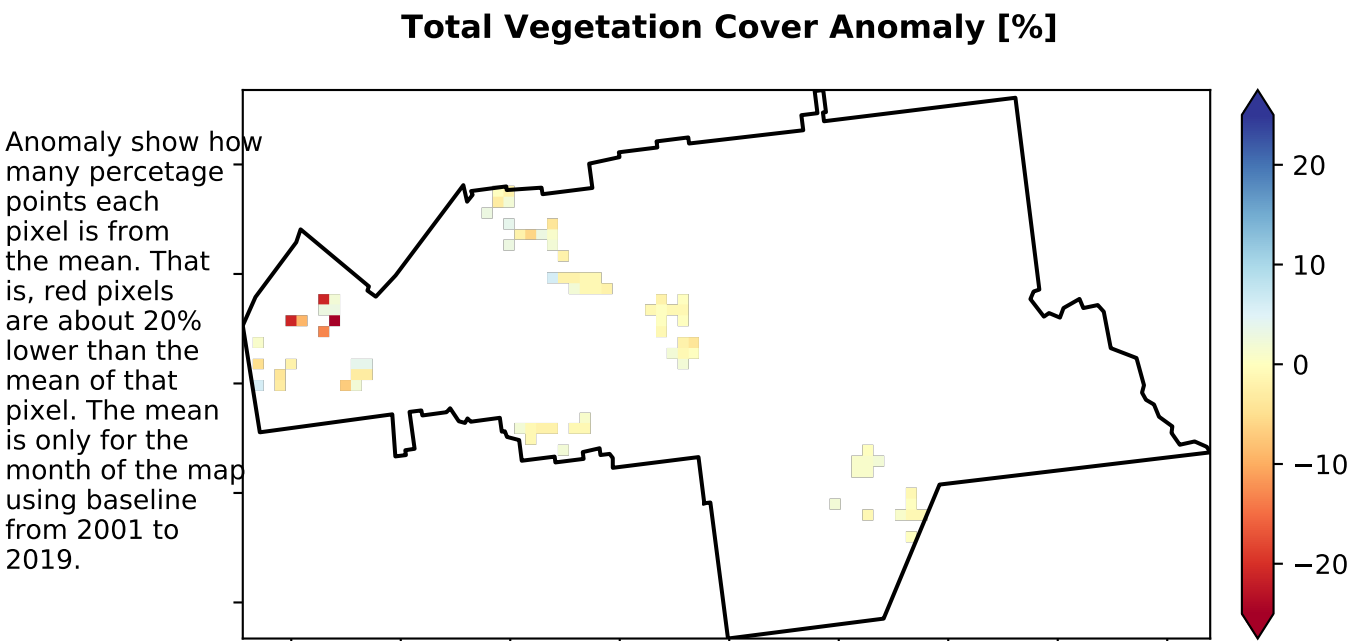 Total Vegetation Cover Anomaly [%]
Anomaly show how
many percetage
points each
pixel is from
the mean. That
is, red pixels
are about 20%
lower than the
mean of that
pixel. The mean
is only for the
month of the map
using baseline
from 2001 to
2019.
20
10
0
−10
−20